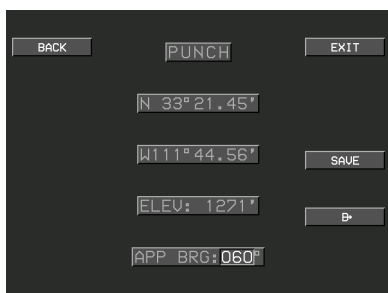 BACK
PUNCH
EXIT
N 33°21.45'
W111°44.56'
SAVE
ELEV: 1271'
APP BRG:060°